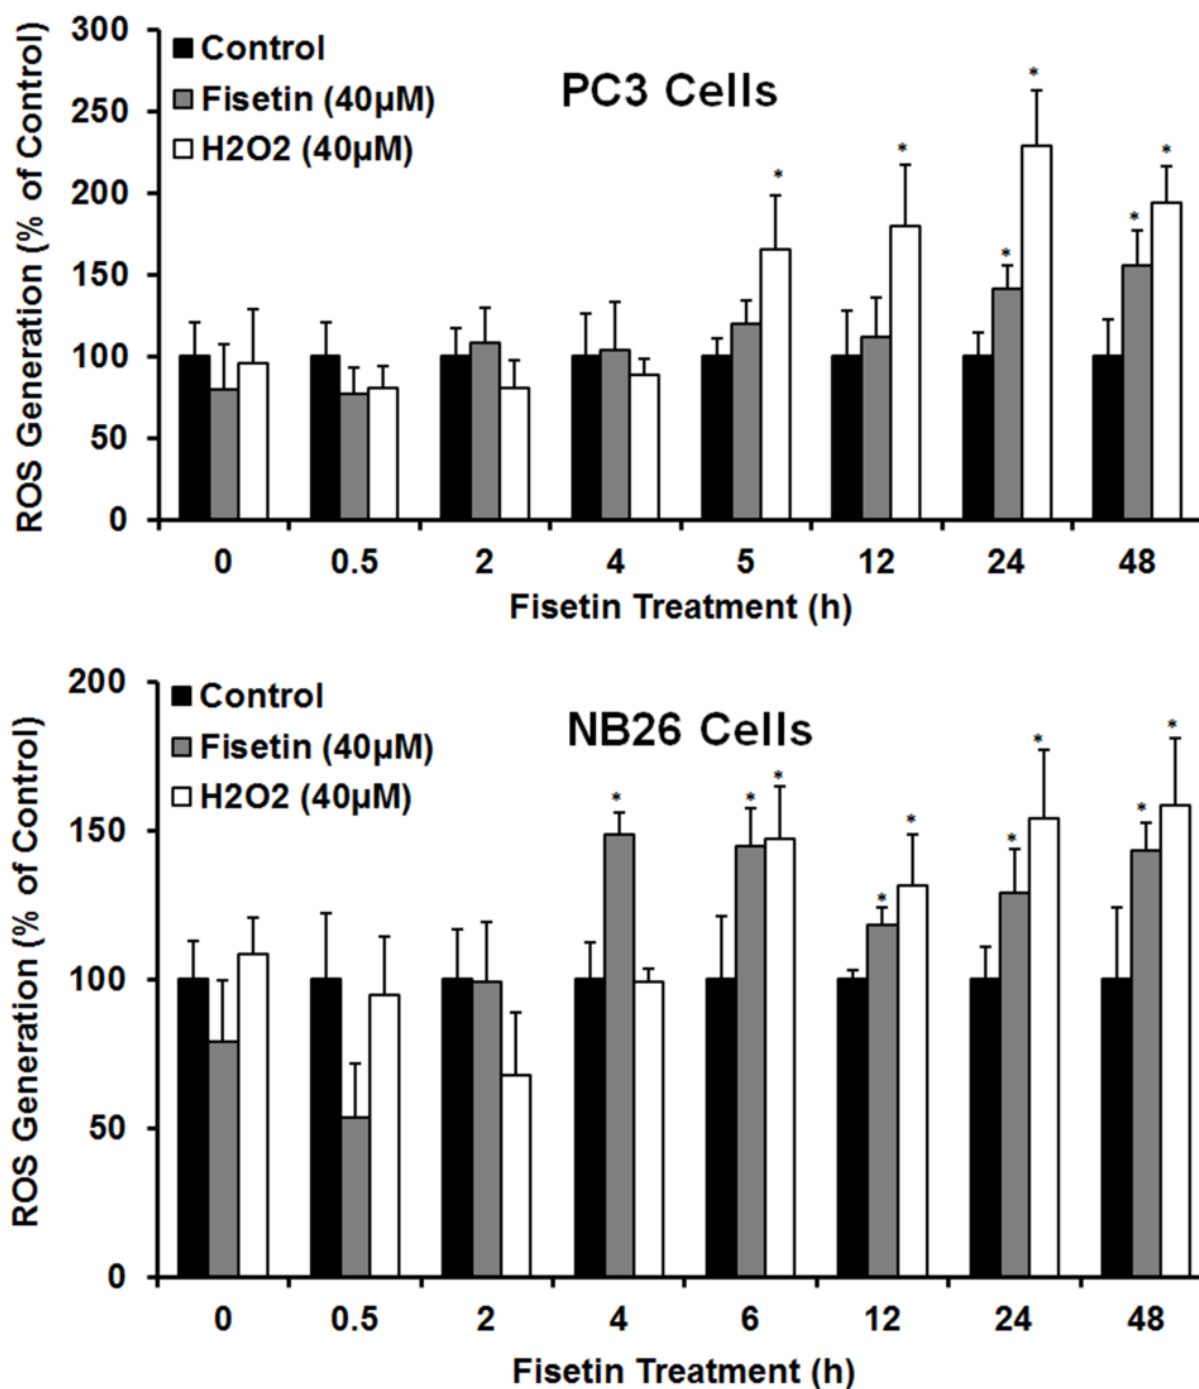 300
250
200
150
100
50
0
ROS Generation (% of Control)
Control
Fisetin (40µM)
H2O2 (40µM)
PC3 Cells
* * * * * *
0 0.5 2 4 5 12 24 48
Fisetin Treatment (h)
200
150
100
50
0
ROS Generation (% of Control)
Control
Fisetin (40µM)
H2O2 (40µM)
NB26 Cells
* * * * * * * * *
0 0.5 2 4 6 12 24 48
Fisetin Treatment (h)